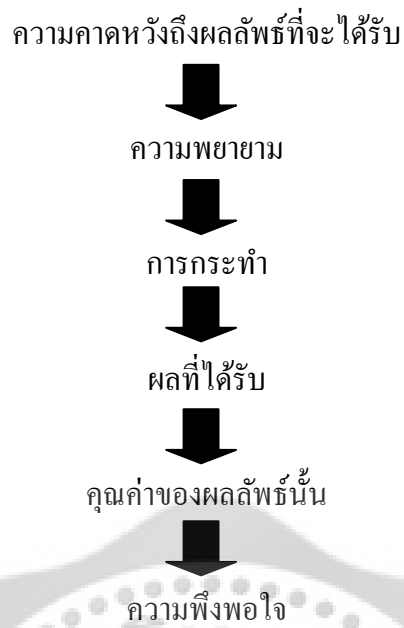 ความคาดหวังถึงผลลัพธ์ที่จะได้รับ
ความพยายาม
การกระทำ
ผลที่ได้รับ
คุณค่าของผลลัพธ์นั้น
ความพึงพอใจ